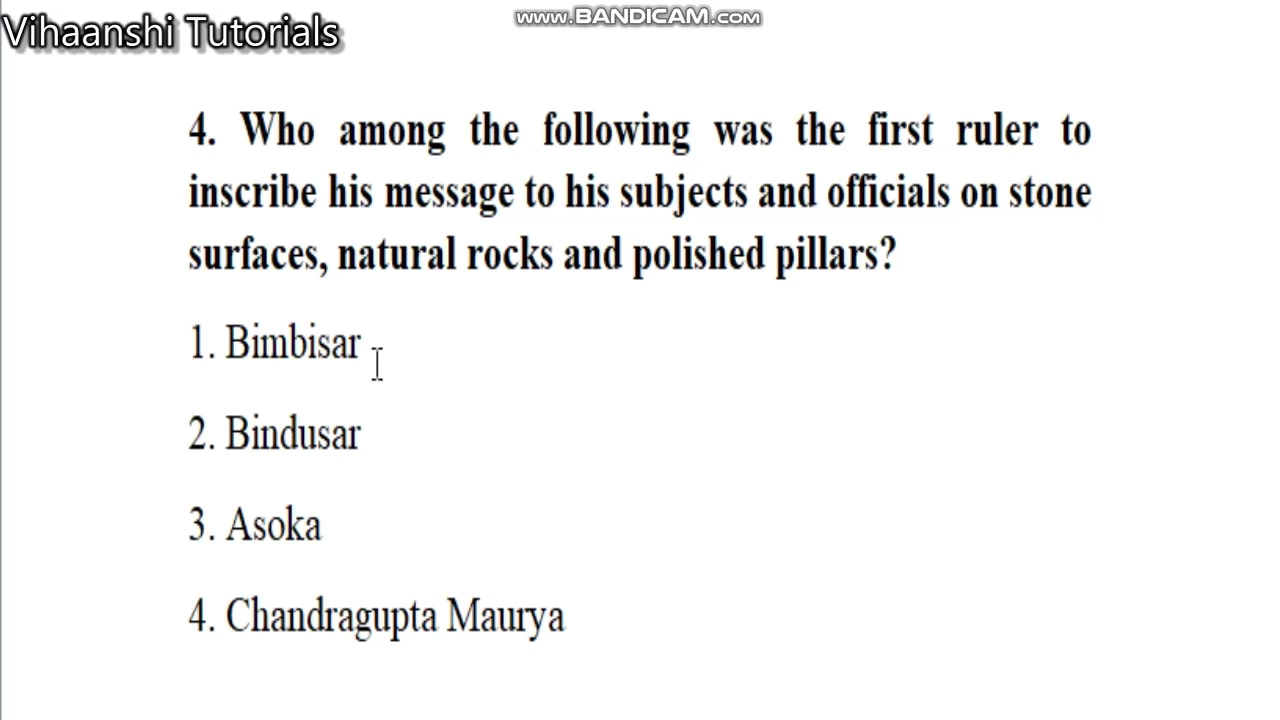 www.BANDICAM.com
Vihaanshi Tutorials
4. Who among the following was the first ruler to
inscribe his message to his subjects and officials on stone
surfaces, natural rocks and polished pillars?
1. Bimbisar
2. Bindusar
3. Asoka
4. Chandragupta Maurya